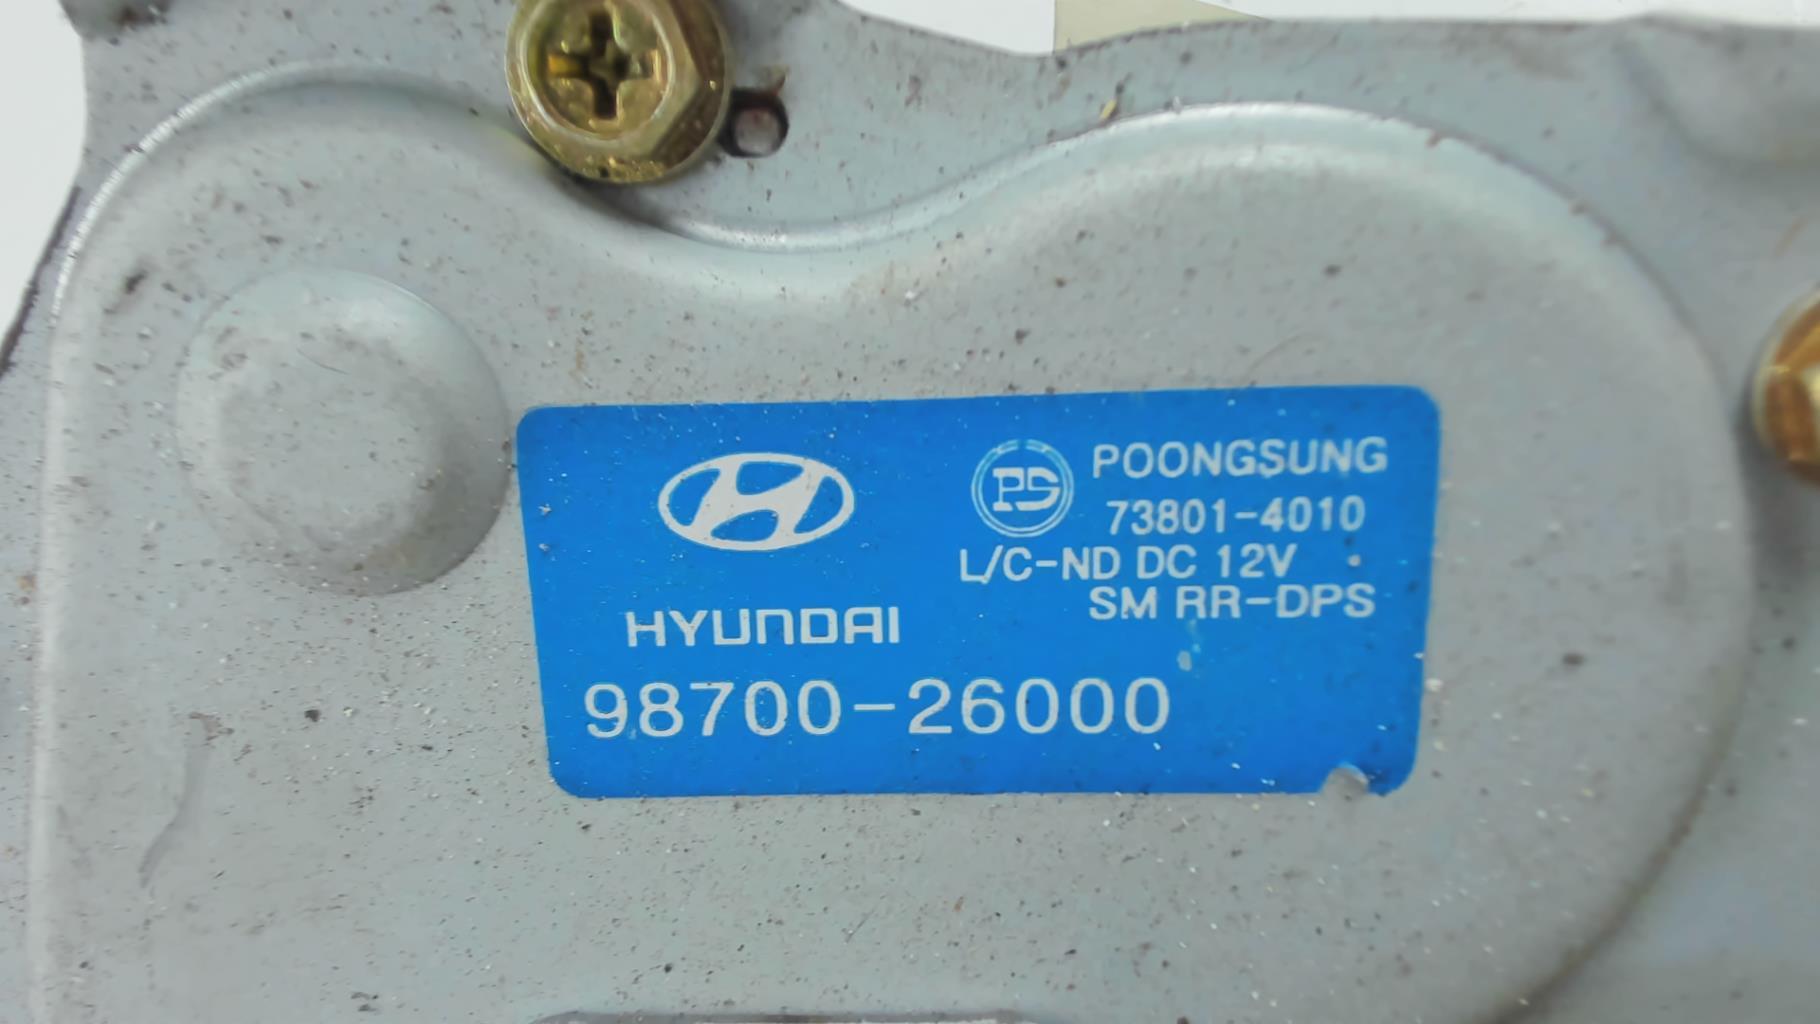 HYUNDAI
98700-26000
PS
POONGSUNG
73801-4010
L/C-ND DC 12V
SM RR-DPS